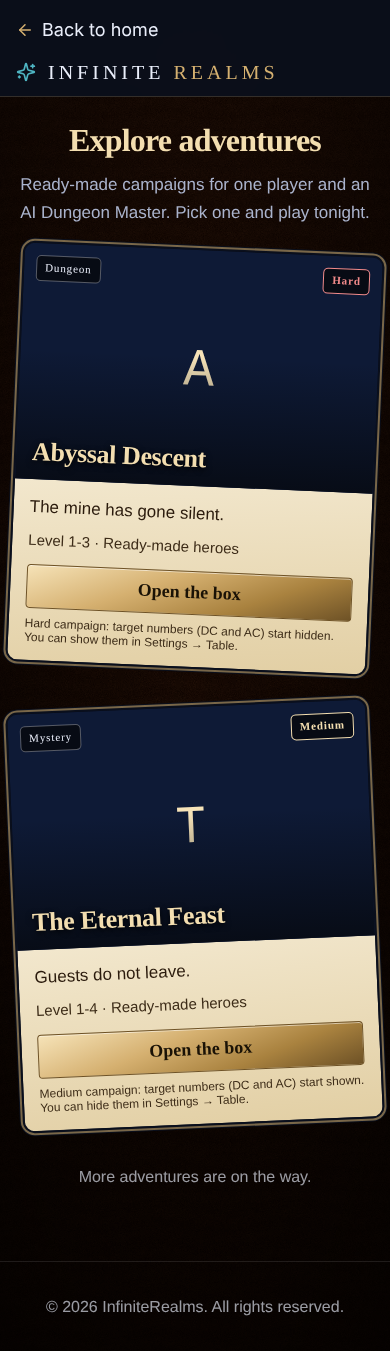 ← Back to home
INFINITE REALMS
Explore adventures
Ready-made campaigns for one player and an
AI Dungeon Master. Pick one and play tonight.
Dungeon
Hard
A
Abyssal Descent
The mine has gone silent.
Level 1-3 · Ready-made heroes
Open the box
Hard campaign: target numbers (DC and AC) start hidden.
You can show them in Settings → Table.
Mystery
Medium
T
The Eternal Feast
Guests do not leave.
Level 1-4 · Ready-made heroes
Open the box
Medium campaign: target numbers (DC and AC) start shown.
You can hide them in Settings → Table.
More adventures are on the way.
© 2026 InfiniteRealms. All rights reserved.